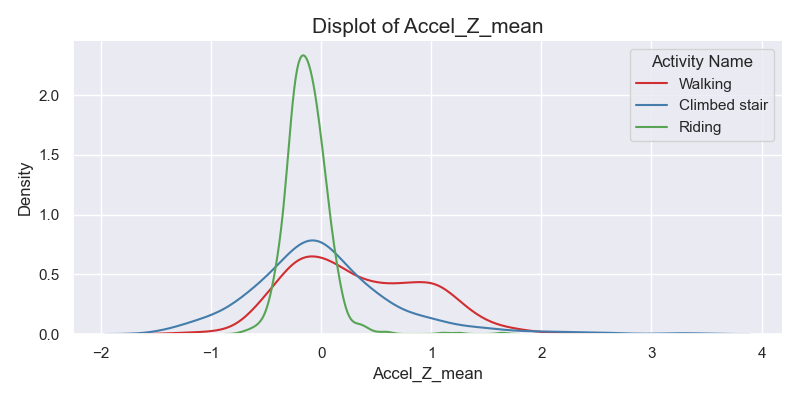 Displot of Accel_Z_mean
Activity Name
Walking
Climbed stair
Riding
Density
2.0
1.5
1.0
0.5
0.0
−2
−1
0
1
2
3
4
Accel_Z_mean